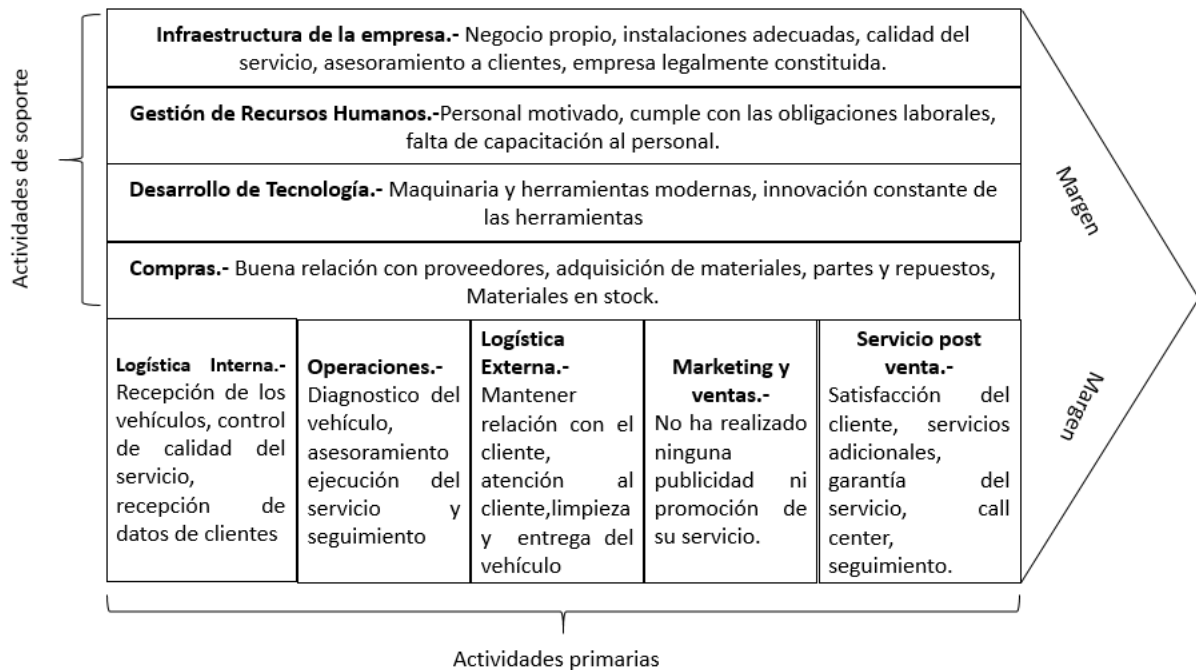 Actividades de soporte
Infraestructura de la empresa.- Negocio propio, instalaciones adecuadas, calidad del
servicio, asesoramiento a clientes, empresa legalmente constituida.
Gestión de Recursos Humanos.-Personal motivado, cumple con las obligaciones laborales,
falta de capacitación al personal.
Desarrollo de Tecnología.- Maquinaria y herramientas modernas, innovación constante de
las herramientas
Compras.- Buena relación con proveedores, adquisición de materiales, partes y repuestos,
Materiales en stock.
Logística Interna.-
Recepción de los
vehículos, control
de calidad del
servicio,
recepción de
datos de clientes
Operaciones.-
Diagnostico del
vehículo,
asesoramiento
ejecución del
servicio y
seguimiento
Logística
Externa.-
Mantener
relación con el
cliente,
atención al
cliente,limpieza
y entrega del
vehículo
Marketing y
ventas.-
No ha realizado
ninguna
publicidad ni
promoción de
su servicio.
Servicio post
venta.-
Satisfacción del
cliente, servicios
adicionales,
garantía del
servicio, call
center,
seguimiento.
Margen
Margen
Actividades primarias